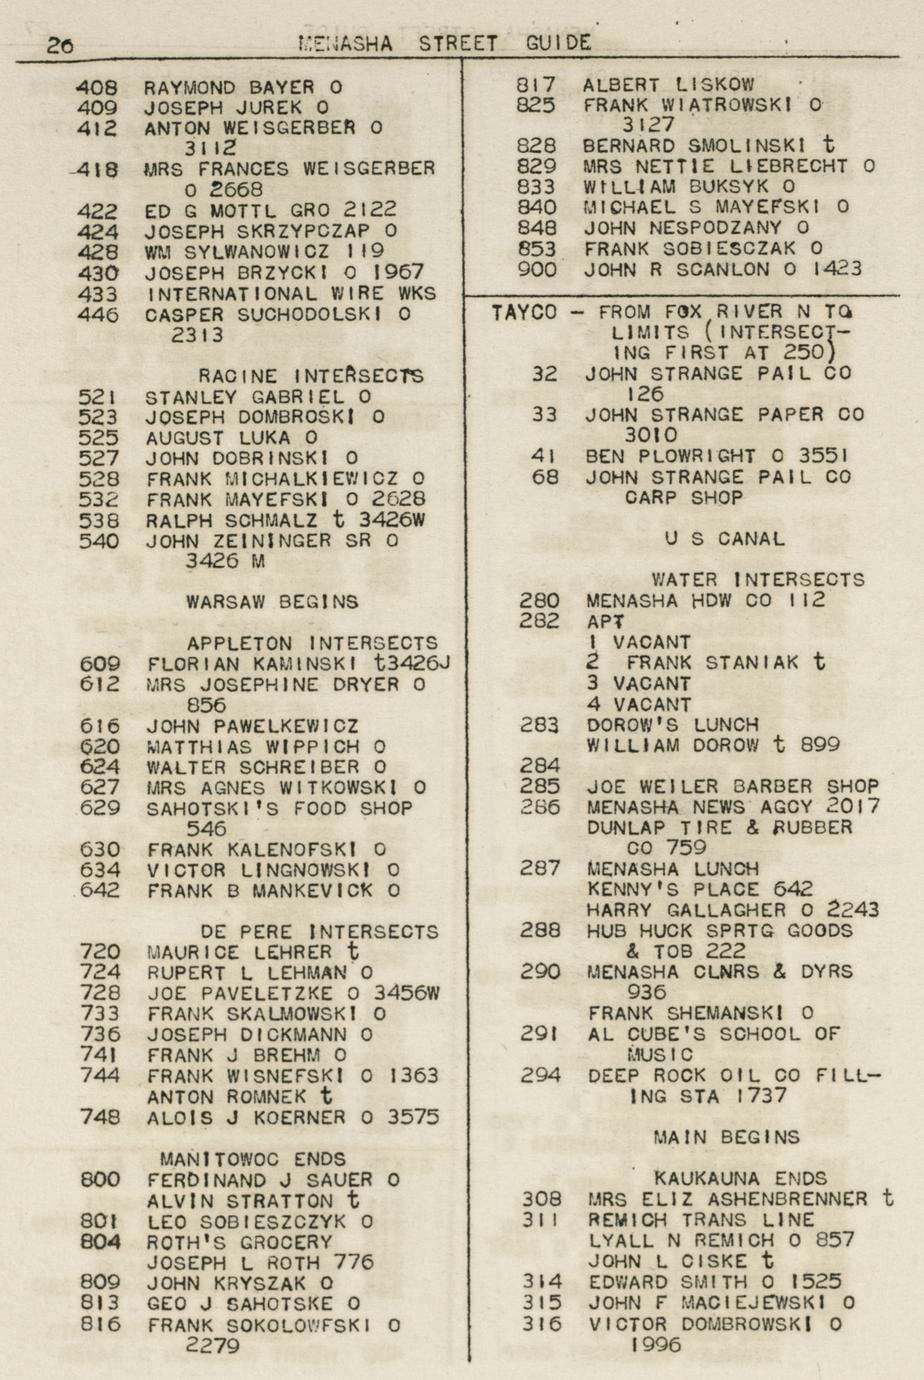 26 MENASHA STREET GUIDE
408 RAYMOND BAYER O
409 JOSEPH JUREK O
412 ANTON WEISGERBER O
3112
418 MRS FRANCES WEISGERBER
O 2668
422 ED G MOTTL GRO 2122
424 JOSEPH SKRZYPCZAP O
428 WM SYLWANOWICZ 119
430 JOSEPH BRZYCKI O 1967
433 INTERNATIONAL WIRE WKS
446 CASPER SUCHODOLSKI O
2313
RACINE INTERSECTS
521 STANLEY GABRIEL O
523 JOSEPH DOMBROSKI O
525 AUGUST LUKA O
527 JOHN DOBRINSKI O
528 FRANK MICHALKIEWICZ O
532 FRANK MAYEFSKI O 2628
538 RALPH SCHMALZ t 3426W
540 JOHN ZEININGER SR O
3426 M
WARSAW BEGINS
APPLETON INTERSECTS
609 FLORIAN KAMINSKI t3426J
612 MRS JOSEPHINE DRYER O
856
616 JOHN PAWELKEWICZ
620 MATTHIAS WIPPICH O
624 WALTER SCHREIBER O
627 MRS AGNES WITKOWSKI O
629 SAHOTSKI'S FOOD SHOP
546
630 FRANK KALENOFSKI O
634 VICTOR LINGNOWSKI O
642 FRANK B MANKEVICK O
DE PERE INTERSECTS
720 MAURICE LEHRER t
724 RUPERT L LEHMAN O
728 JOE PAVELETZKE O 3456W
733 FRANK SKALMOWSKI O
736 JOSEPH DICKMANN O
741 FRANK J BREHM O
744 FRANK WISNEFSKI O 1363
ANTON ROMNEK t
748 ALOIS J KOERNER O 3575
MANITOWOC ENDS
800 FERDINAND J SAUER O
ALVIN STRATTON t
801 LEO SOBIESZCZYK O
804 ROTH'S GROCERY
JOSEPH L ROTH 776
809 JOHN KRYSZAK O
813 GEO J SAHOTSKE O
816 FRANK SOKOLOWFSKI O
2279
817 ALBERT LISKOW
825 FRANK WIATROWSKI O
3127
828 BERNARD SMOLINSKI t
829 MRS NETTIE LIEBRECHT O
833 WILLIAM BUKSYK O
840 MICHAEL S MAYEFSKI O
848 JOHN NESPODZANY O
853 FRANK SOBIESCZAK O
900 JOHN R SCANLON O 1423
TAYCO - FROM FOX RIVER N TO
LIMITS (INTERSECT-
ING FIRST AT 250)
32 JOHN STRANGE PAIL CO
126
33 JOHN STRANGE PAPER CO
3010
41 BEN PLOWRIGHT O 3551
68 JOHN STRANGE PAIL CO
CARP SHOP
U S CANAL
WATER INTERSECTS
280 MENASHA HDW CO 112
282 APT
1 VACANT
2 FRANK STANIAK t
3 VACANT
4 VACANT
283 DOROW'S LUNCH
WILLIAM DOROW t 899
284
285 JOE WEILER BARBER SHOP
286 MENASHA NEWS AGCY 2017
DUNLAP TIRE & RUBBER
CO 759
287 MENASHA LUNCH
KENNY'S PLACE 642
HARRY GALLAGHER O 2243
288 HUB HUCK SPRTG GOODS
& TOB 222
290 MENASHA CLNRS & DYRS
936
FRANK SHEMANSKI O
291 AL CUBE'S SCHOOL OF
MUSIC
294 DEEP ROCK OIL CO FILL-
ING STA 1737
MAIN BEGINS
KAUKAUNA ENDS
308 MRS ELIZ ASHENBRENNER t
311 REMICH TRANS LINE
LYALL N REMICH O 857
JOHN L CISKE t
314 EDWARD SMITH O 1525
315 JOHN F MACIEJEWSKI O
316 VICTOR DOMBROWSKI O
1996